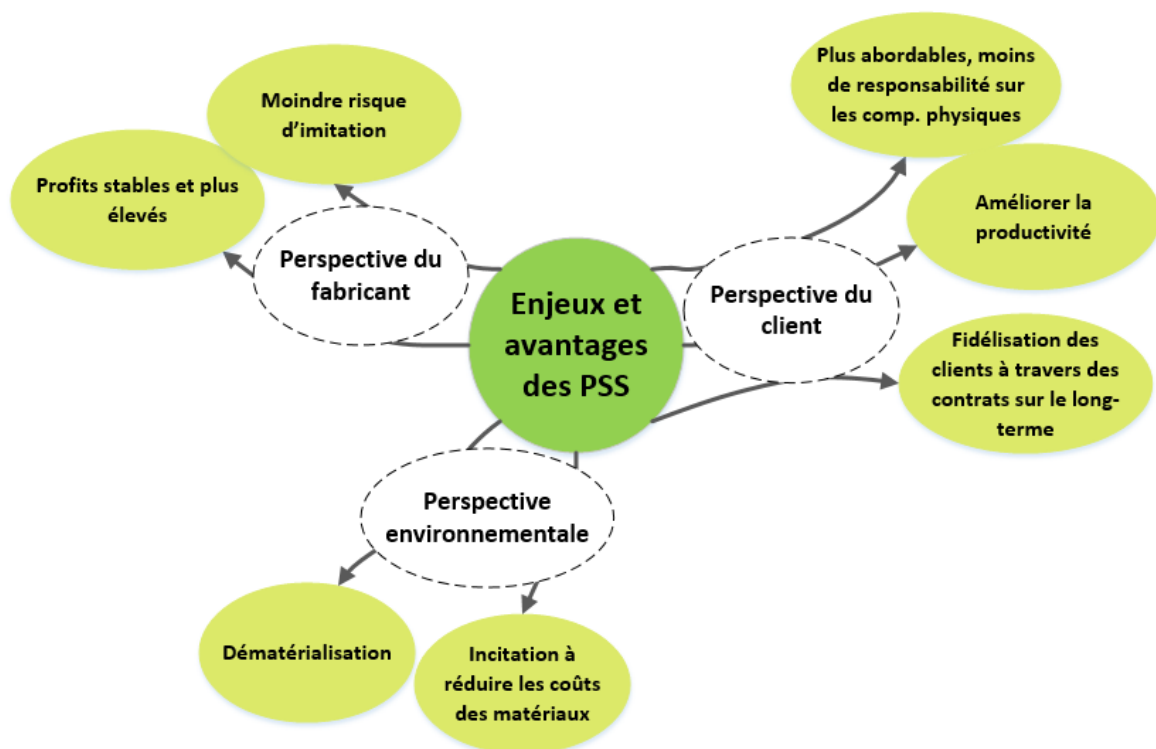 Plus abordables, moins
de responsabilité sur
les comp. physiques
Moindre risque
d’imitation
Profits stables et plus
élevés
Améliorer la
productivité
Perspective du
fabricant
Enjeux et
avantages
des PSS
Perspective du
client
Fidélisation des
clients à travers des
contrats sur le long-
terme
Perspective
environnementale
Dématérialisation
Incitation à
réduire les coûts
des matériaux